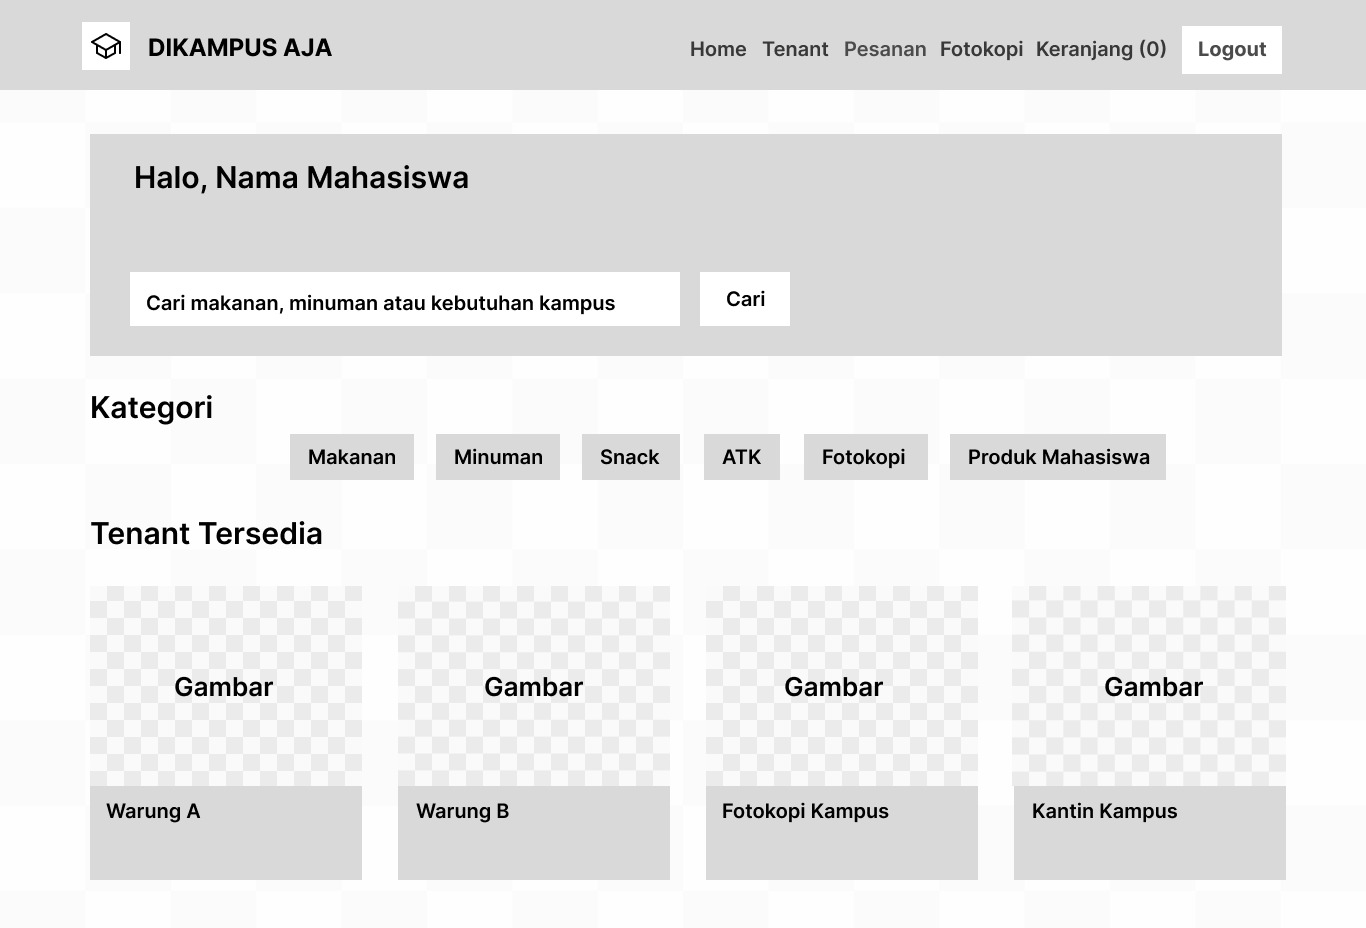 DIKAMPUS AJA
Home Tenant Pesanan Fotokopi Keranjang (0) Logout
Halo, Nama Mahasiswa
Cari makanan, minuman atau kebutuhan kampus Cari
Kategori
Makanan Minuman Snack ATK Fotokopi Produk Mahasiswa
Tenant Tersedia
Gambar Gambar Gambar Gambar
Warung A Warung B Fotokopi Kampus Kantin Kampus